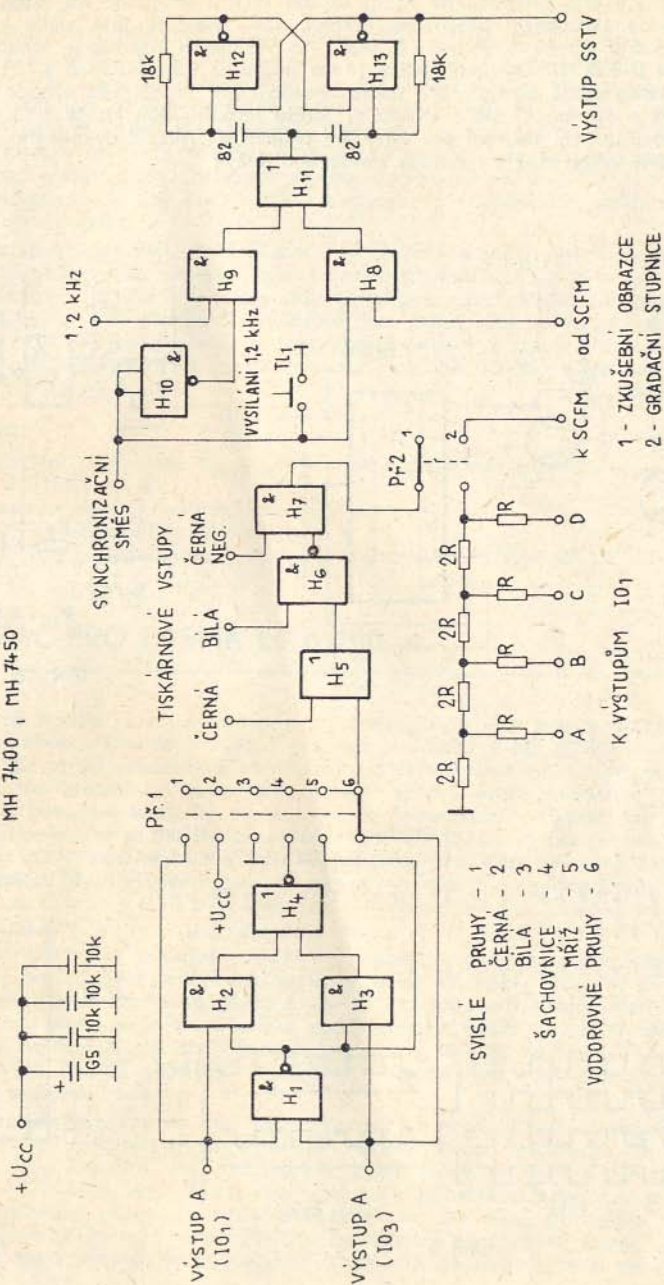 MH 7400 , MH 7450
+UCC
+
G5
10k
10k
10k
VÝSTUP A
(IO1)
VÝSTUP A
(IO3)
&
H1
&
H2
&
H3
1
H4
+UCC
Př.1
1
2
3
4
5
6
SVISLÉ PRUHY - 1
ČERNÁ - 2
BÍLÁ - 3
ŠACHOVNICE - 4
MŘÍŽ - 5
VODOROVNÉ PRUHY - 6
TISKÁRNOVÉ VSTUPY
ČERNÁ
BÍLÁ
ČERNÁ
NEG.
1
H5
&
H6
&
H7
SYNCHRONIZAČNÍ
SMĚS
&
H10
1,2 kHz
VYSÍLÁNÍ 1,2 kHz
TL1
Př.2
1
2
2R
2R
2R
2R
R
R
R
R
A
B
C
D
K VÝSTUPŮM IO1
k SCFM
od SCFM
1 - ZKUŠEBNÍ OBRAZCE
2 - GRADAČNÍ STUPNICE
&
H9
&
H8
1
H11
82
82
18k
&
H12
&
H13
18k
VÝSTUP SSTV